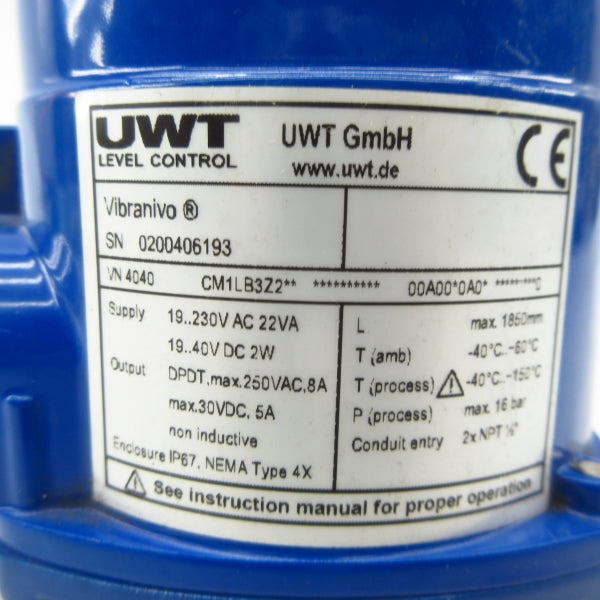 UWT
LEVEL CONTROL
UWT GmbH
www.uwt.de
CE
Vibranivo ®
SN 0200406193
VN 4040 CM1LB3Z2** ********** 00A00*0A0* ********0
Supply 19..230V AC 22VA
19..40V DC 2W
Output DPDT,max.250VAC,8A
max.30VDC, 5A
non inductive
Enclosure IP67, NEMA Type 4X
L max. 1850mm
T (amb) -40°C..-60°C
T (process) ⚠ -40°C..-150°C
P (process) max. 16 bar
Conduit entry 2x NPT ½"
⚠ See instruction manual for proper operation